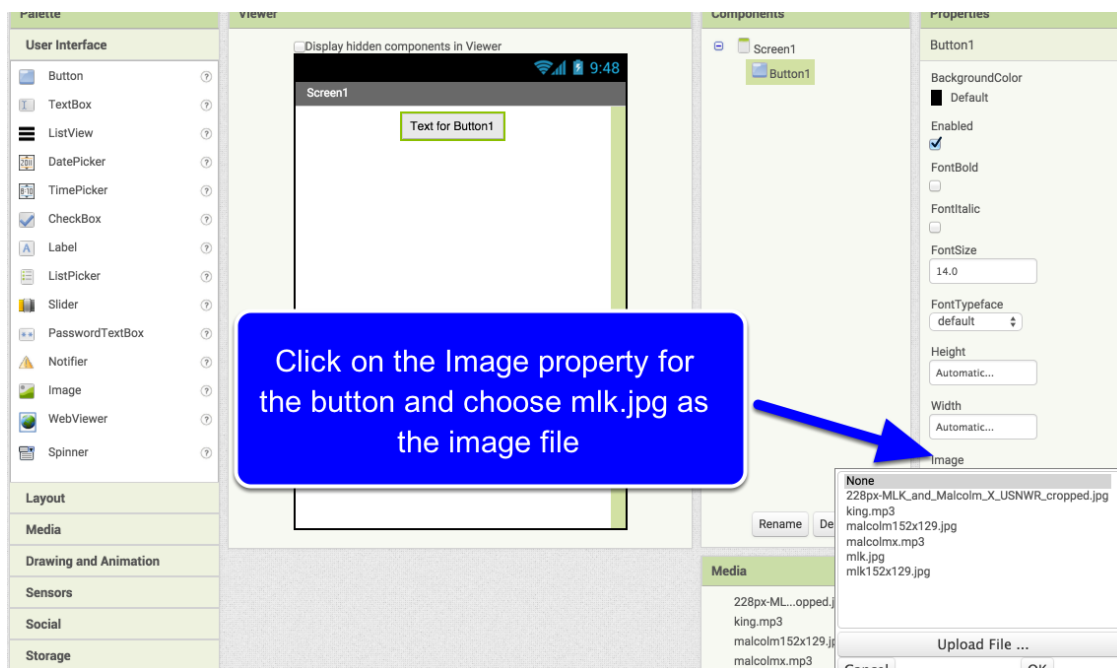 Palette
Viewer
Components
Properties
User Interface
Button
TextBox
ListView
DatePicker
TimePicker
CheckBox
Label
ListPicker
Slider
PasswordTextBox
Notifier
Image
WebViewer
Spinner
Layout
Media
Drawing and Animation
Sensors
Social
Storage
Display hidden components in Viewer
9:48
Screen1
Text for Button1
Click on the Image property for
the button and choose mlk.jpg as
the image file
Screen1
Button1
Rename De
Media
228px-ML...opped.j
king.mp3
malcolm152x129.jp
malcolmx.mp3
Button1
BackgroundColor
Default
Enabled
FontBold
FontItalic
FontSize
14.0
FontTypeface
default
Height
Automatic...
Width
Automatic...
Image
None
228px-MLK_and_Malcolm_X_USNWR_cropped.jpg
king.mp3
malcolm152x129.jpg
malcolmx.mp3
mlk.jpg
mlk152x129.jpg
Upload File ...
Cancel OK